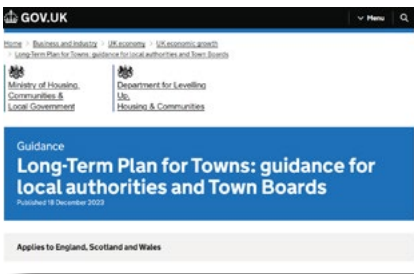 GOV.UK
Menu
Home > Business and industry > UK economy > UK economic growth
> Long-Term Plan for Towns: guidance for local authorities and Town Boards
Ministry of Housing,
Communities &
Local Government
Department for Levelling
Up,
Housing & Communities
Guidance
Long-Term Plan for Towns: guidance for
local authorities and Town Boards
Published 18 December 2023
Applies to England, Scotland and Wales